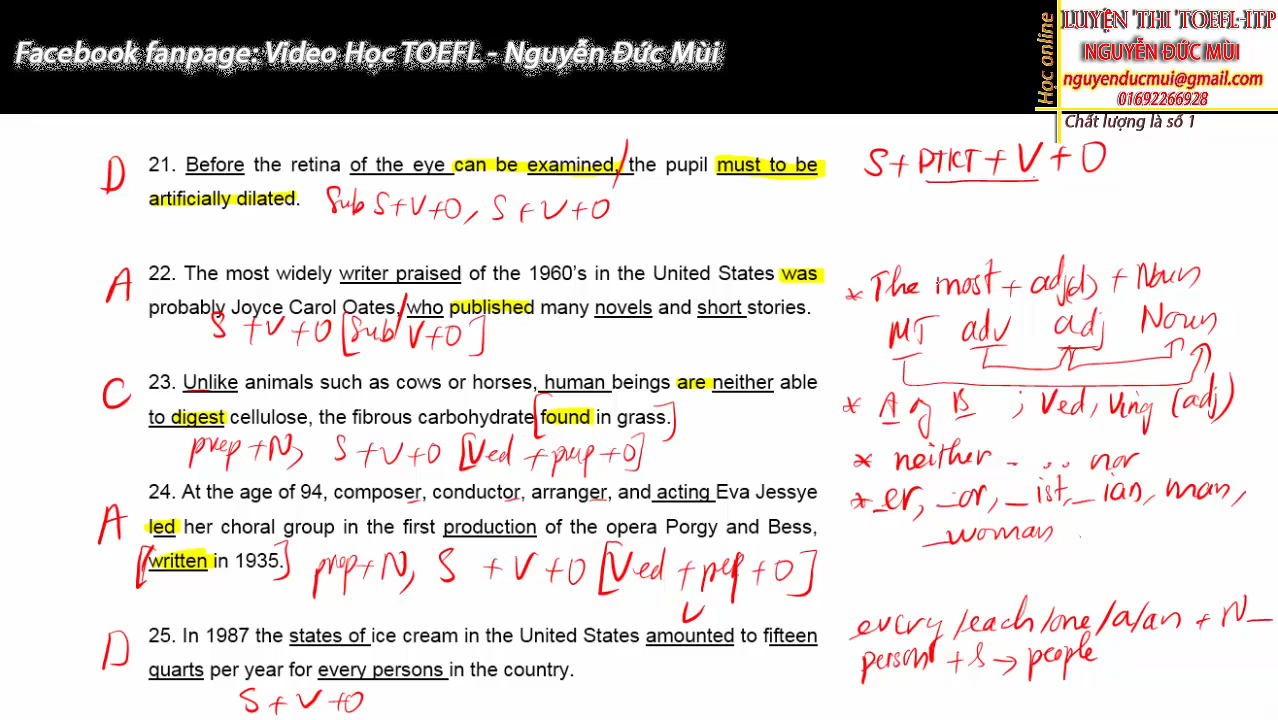 Facebook fanpage: Video Học TOEFL - Nguyễn Đức Mùi
Học online
LUYỆN THI TOEFL-ITP
NGUYỄN ĐỨC MÙI
nguyenducmui@gmail.com
01692266928
Chất lượng là số 1
D 21. Before the retina of the eye can be examined, the pupil must to be
artificially dilated. Sub S+V+O, S+V+O
S + PTKT + V + O
A 22. The most widely writer praised of the 1960's in the United States was
probably Joyce Carol Oates, who published many novels and short stories.
S +V+O [Sub V+O]
* The most + adj(d) + Noun
MT adv adj Noun
C 23. Unlike animals such as cows or horses, human beings are neither able
to digest cellulose, the fibrous carbohydrate [found in grass.]
prep + N, S + V + O [Ved + prep + O]
* A of B ; Ved, Ving (adj)
* neither ..... nor
* _er, _or, _ist, _ian, man,
_woman
A 24. At the age of 94, composer, conductor, arranger, and acting Eva Jessye
led her choral group in the first production of the opera Porgy and Bess,
[written in 1935.] prep + N, S + V + O [Ved + prep + O]
V
D 25. In 1987 the states of ice cream in the United States amounted to fifteen
quarts per year for every persons in the country.
S + V + O
every /each /one /a/an + N_
person + s → people